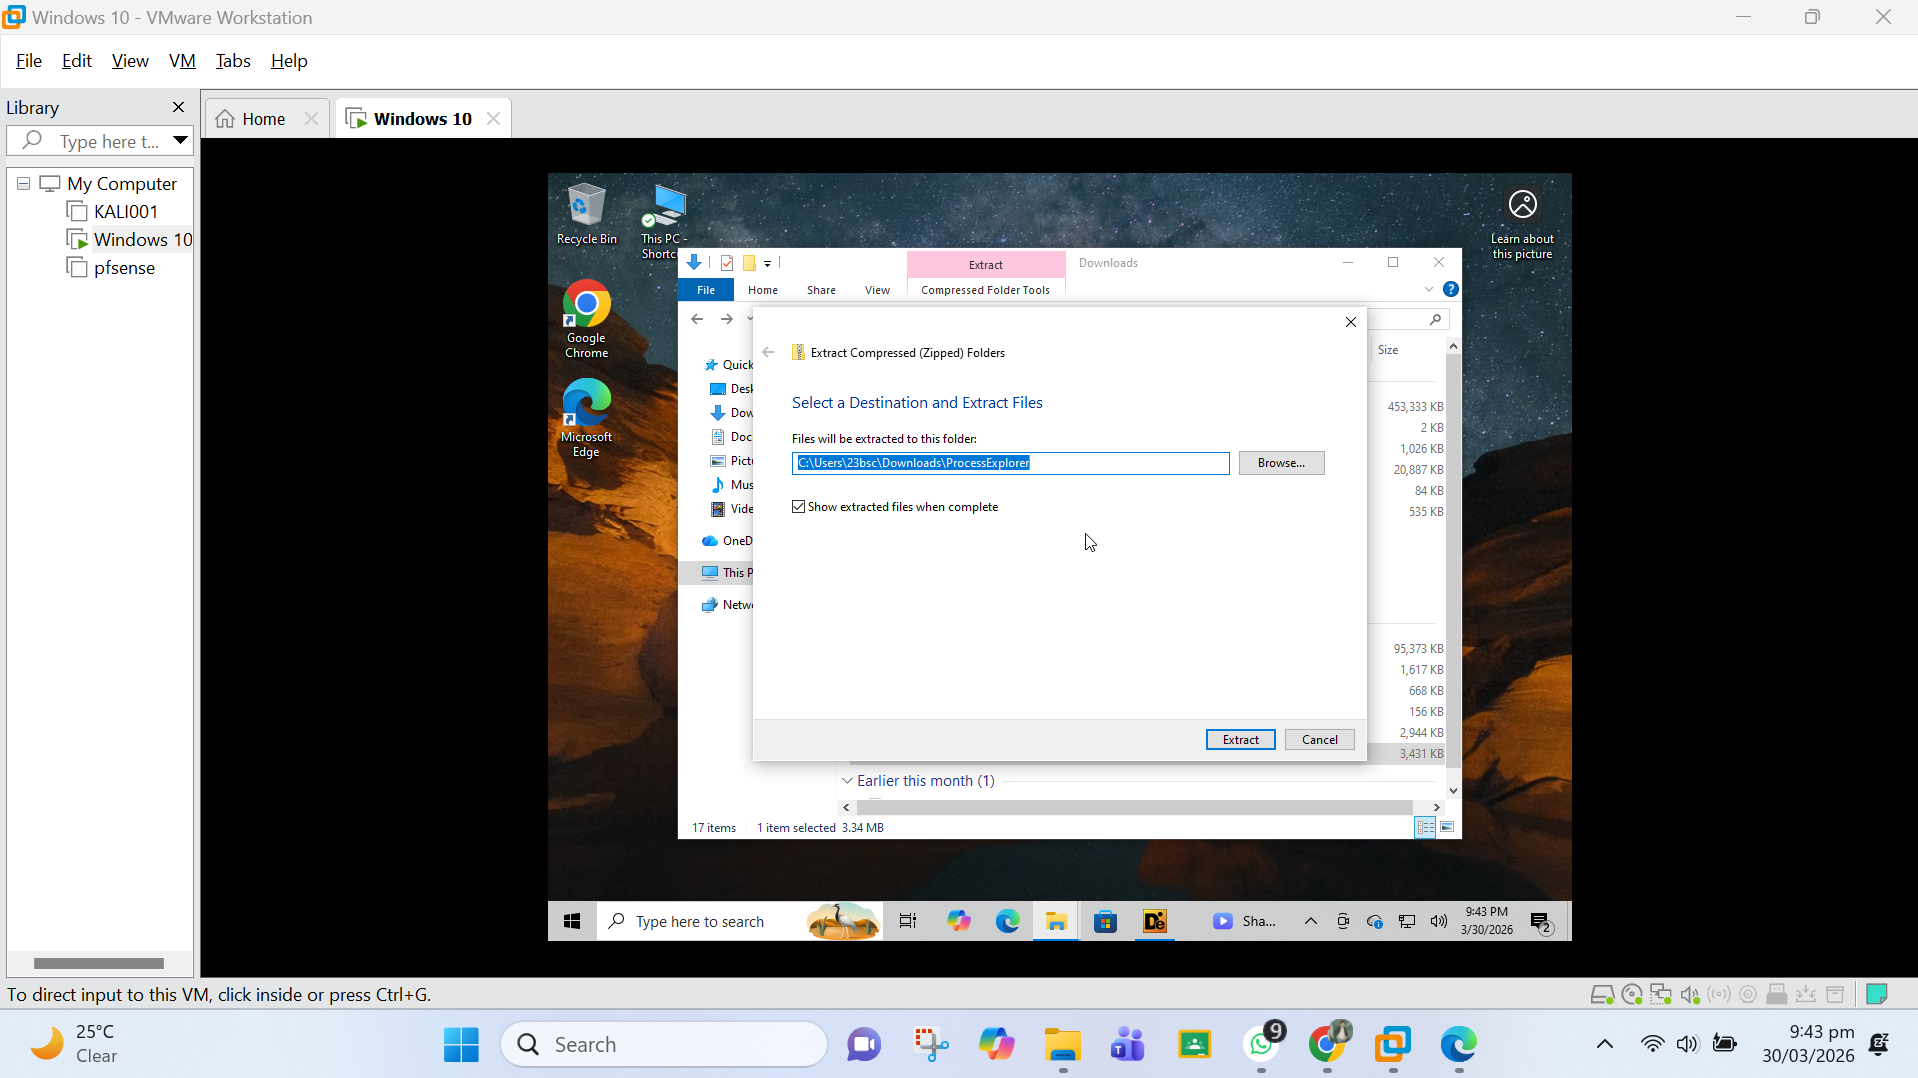 Windows 10 - VMware Workstation
File Edit View VM Tabs Help
Library
Home
Windows 10
Type here t...
My Computer
KALI001
Windows 10
pfsense
Recycle Bin
This PC -
Shortc
Learn about
this picture
Google
Chrome
Microsoft
Edge
Extract
Downloads
File Home Share View Compressed Folder Tools
Quick
Desk
Dow
Doc
Pict
Mus
Vide
OneD
This P
Netw
Size
453,333 KB
2 KB
1,026 KB
20,887 KB
84 KB
535 KB
95,373 KB
1,617 KB
668 KB
156 KB
2,944 KB
3,431 KB
Extract Compressed (Zipped) Folders
Select a Destination and Extract Files
Files will be extracted to this folder:
C:\Users\23bsc\Downloads\ProcessExplorer
Browse...
Show extracted files when complete
Extract
Cancel
Earlier this month (1)
17 items 1 item selected 3.34 MB
Type here to search
Sha...
9:43 PM
3/30/2026
2
To direct input to this VM, click inside or press Ctrl+G.
25°C
Clear
Search
9
9:43 pm
30/03/2026